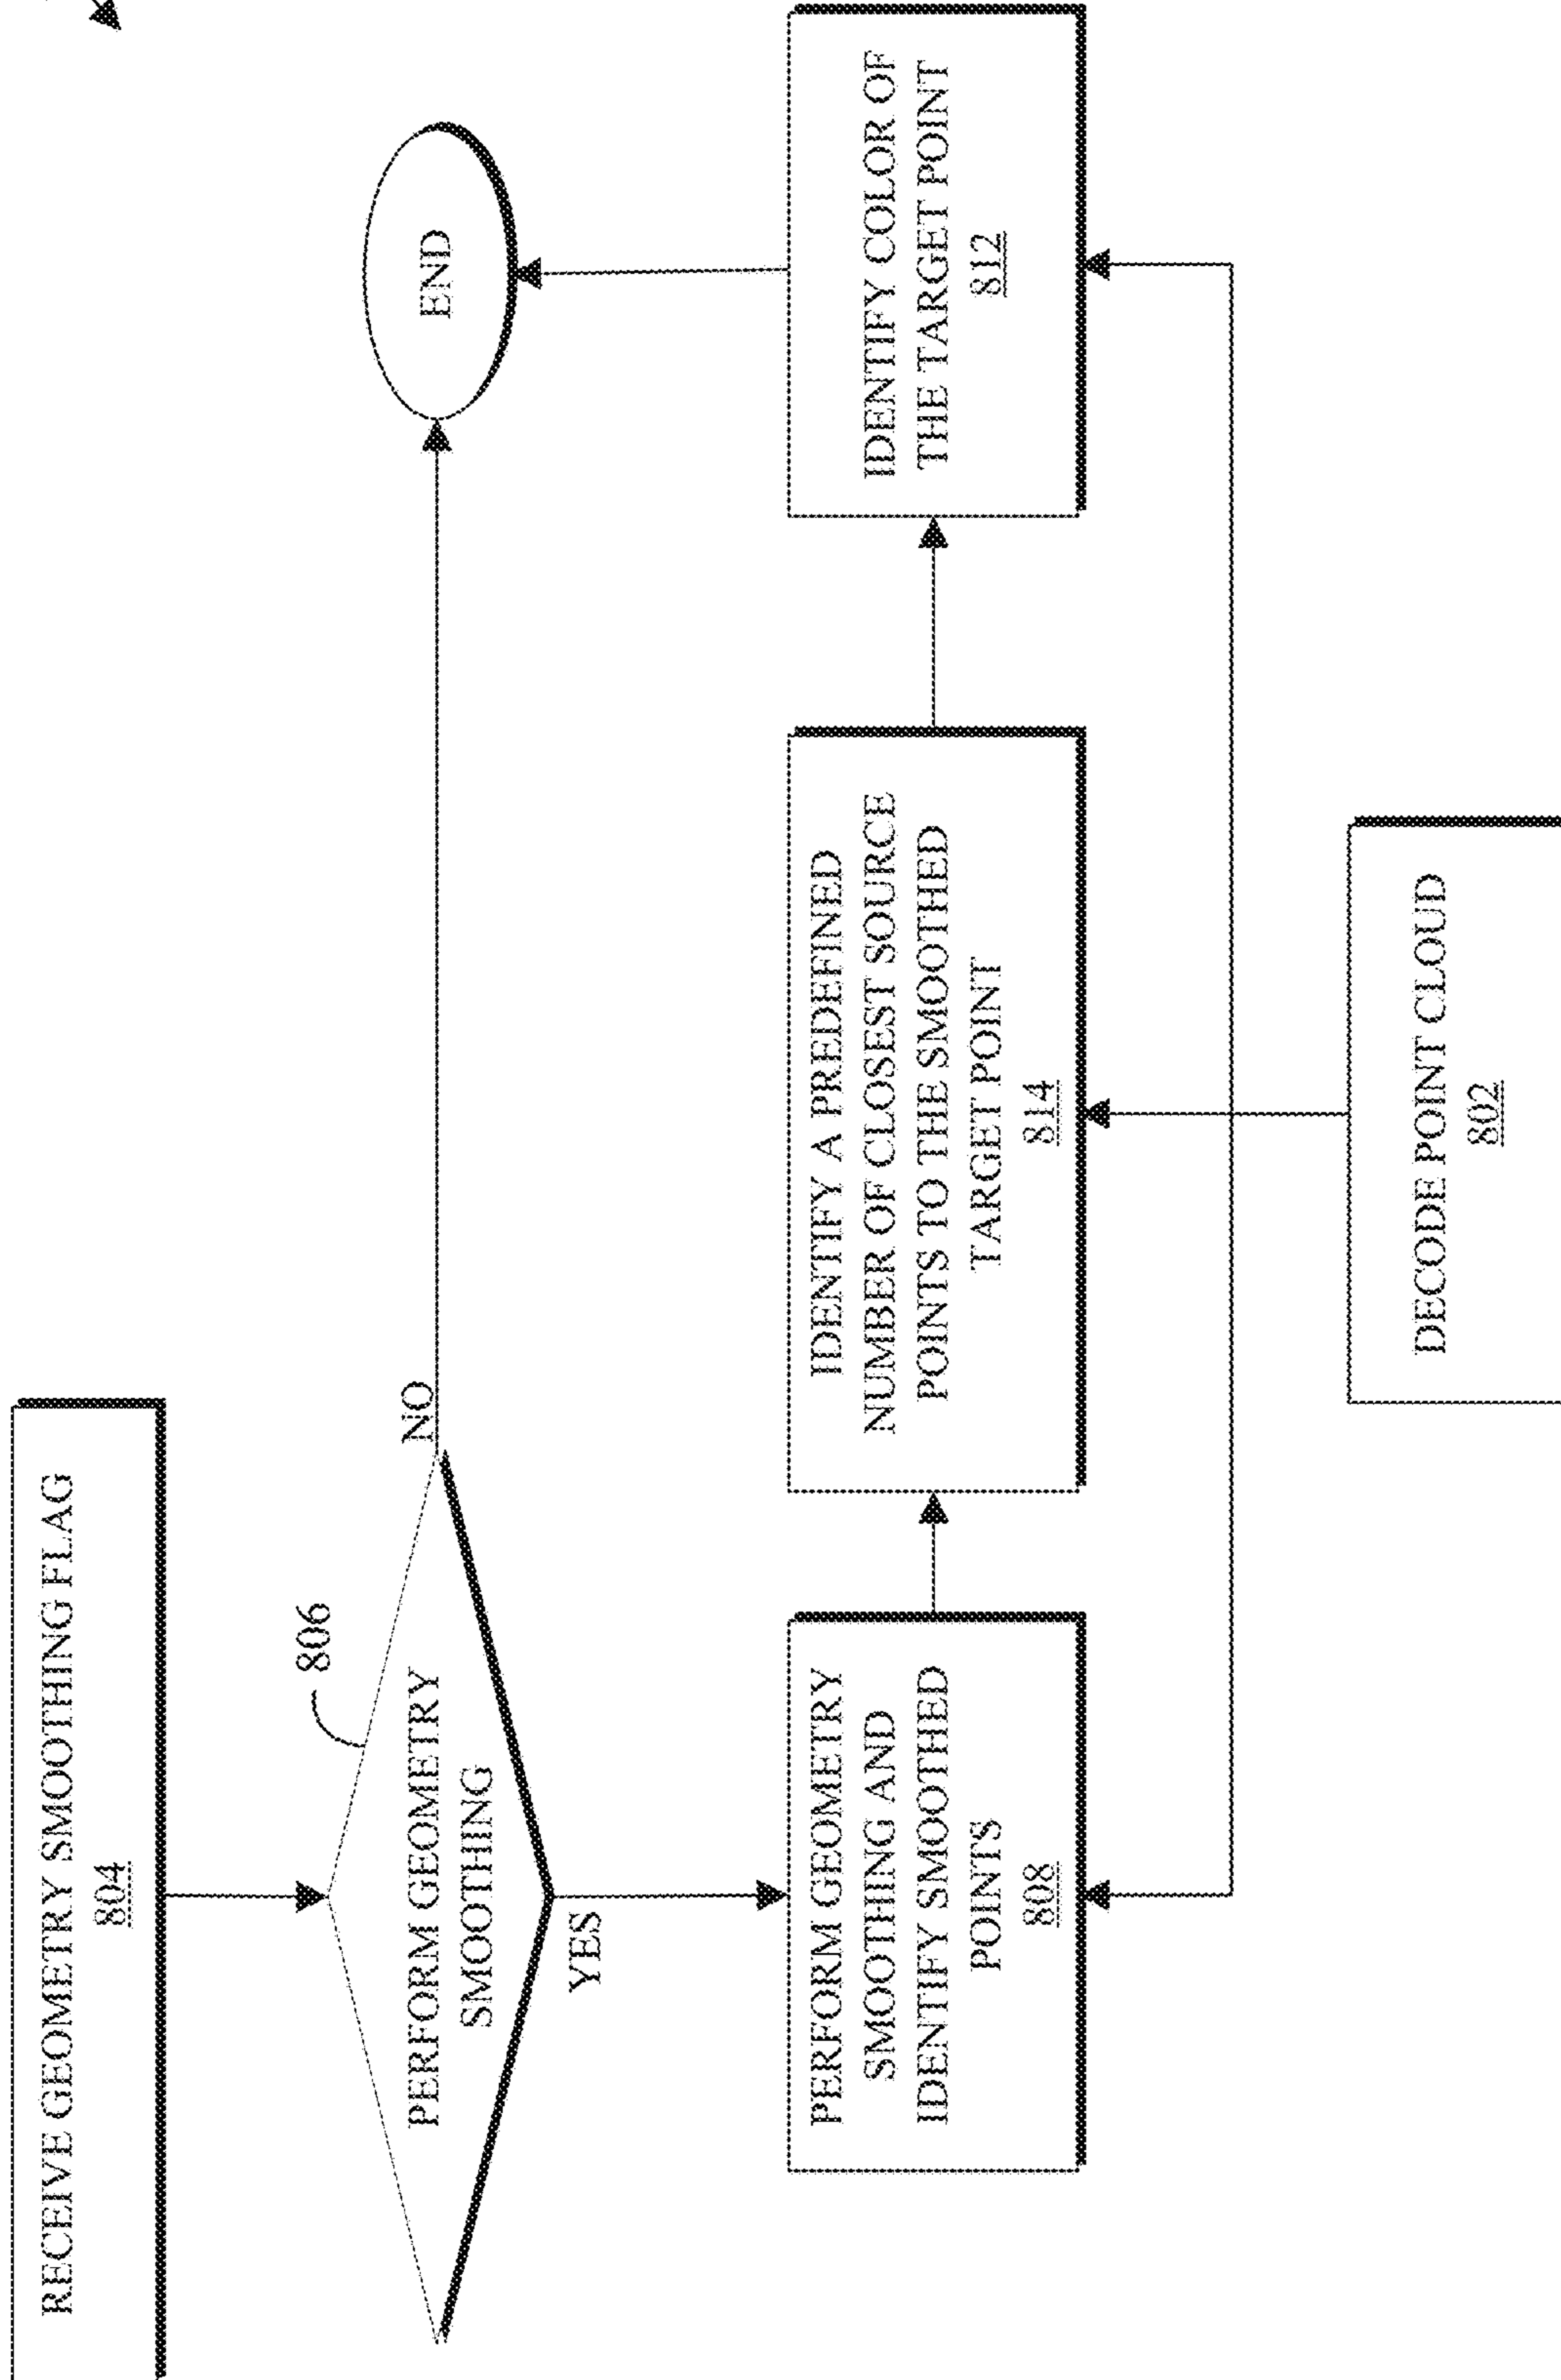 RECEIVE GEOMETRY SMOOTHING FLAG
804
806
PERFORM GEOMETRY
SMOOTHING
NO
END
YES
PERFORM GEOMETRY
SMOOTHING AND
IDENTIFY SMOOTHED
POINTS
808
IDENTIFY A PREDEFINED
NUMBER OF CLOSEST SOURCE
POINTS TO THE SMOOTHED
TARGET POINT
814
IDENTIFY COLOR OF
THE TARGET POINT
812
DECODE POINT CLOUD
802